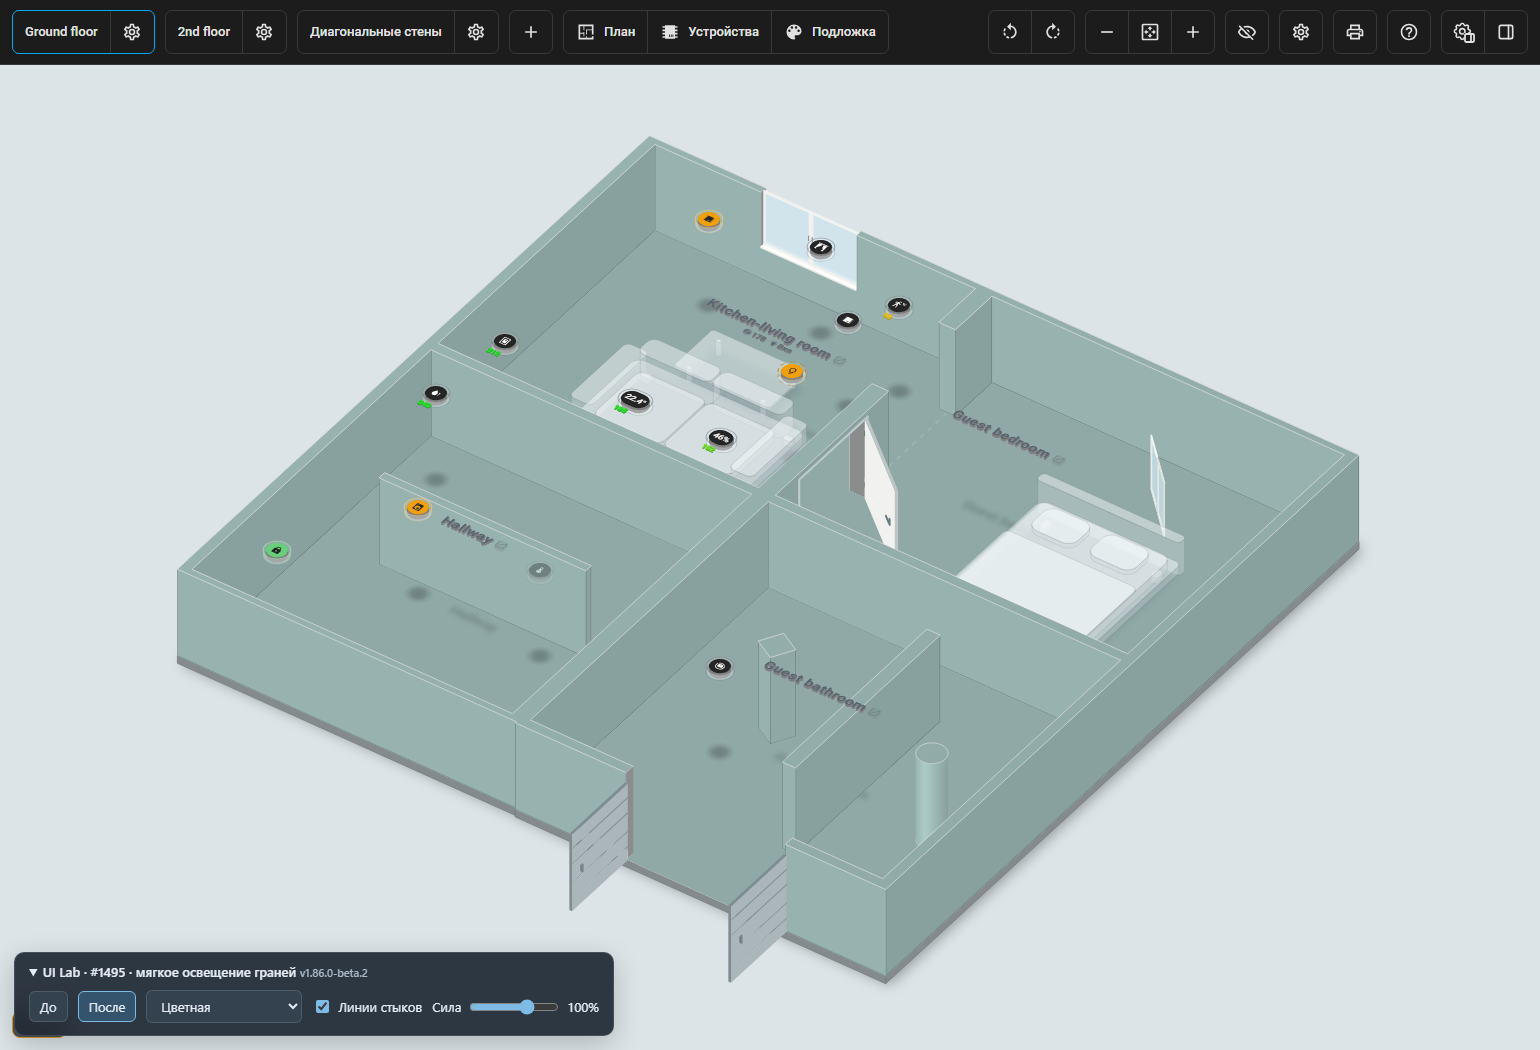 Ground floor
2nd floor
Диагональные стены
План
Устройства
Подложка
Kitchen-living room
Guest bedroom
22.4°
46%
Hallway
Guest bathroom
UI Lab · #1495 · мягкое освещение граней v1.86.0-beta.2
До
После
Цветная
Линии стыков
Сила
100%